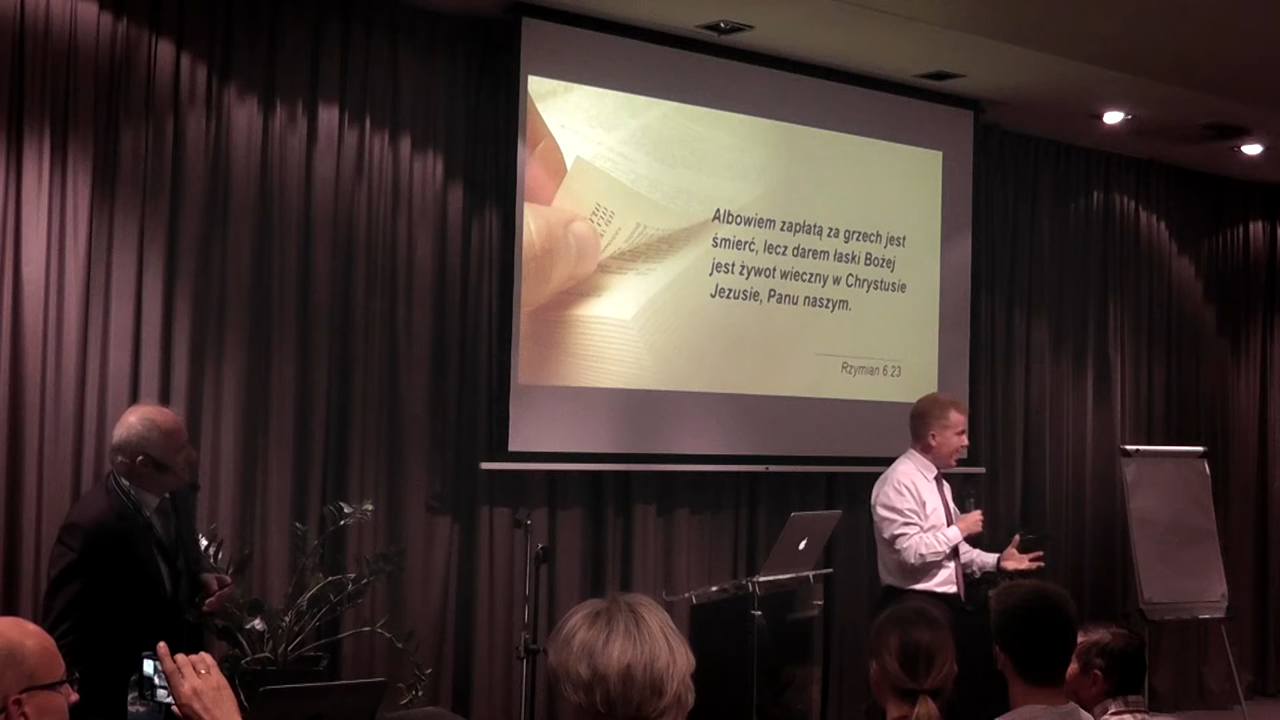 Albowiem zapłatą za grzech jest
śmierć, lecz darem łaski Bożej
jest żywot wieczny w Chrystusie
Jezusie, Panu naszym.
Rzymian 6.23